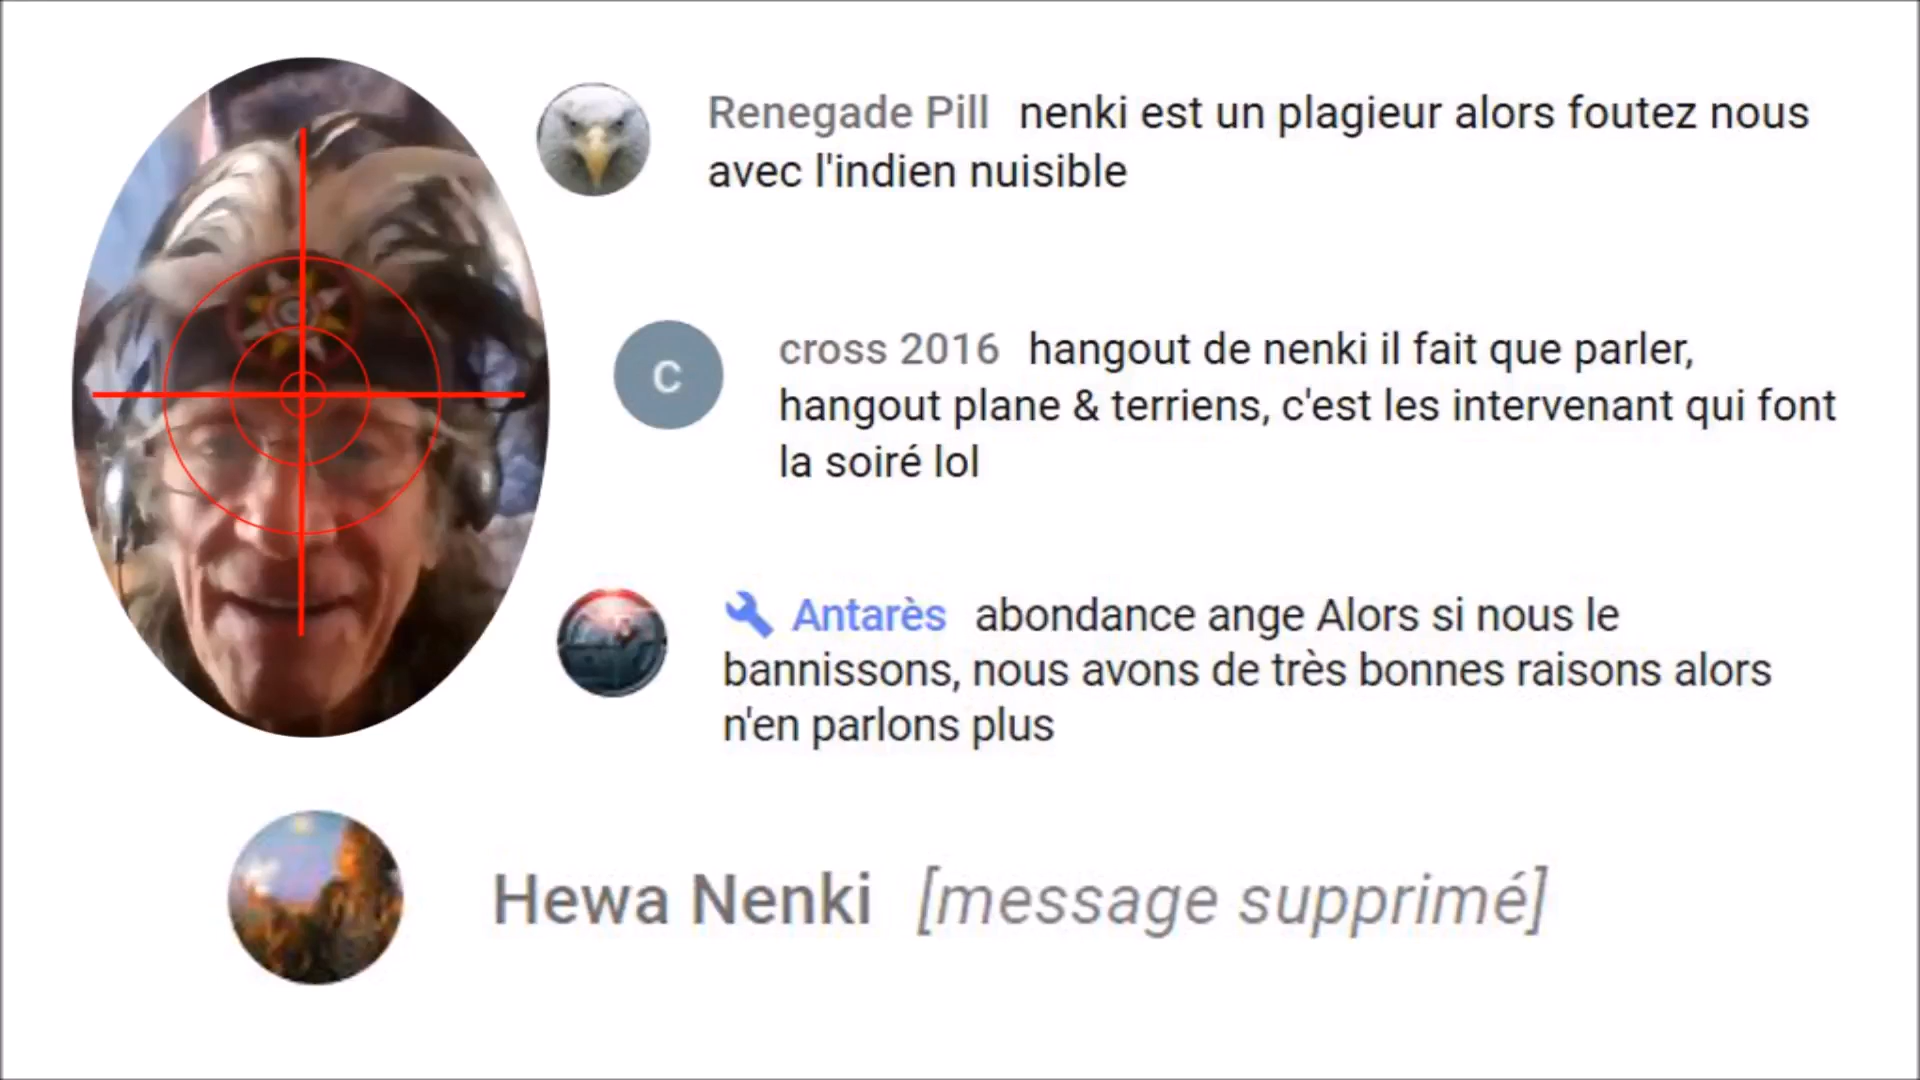 Renegade Pill nenki est un plagieur alors foutez nous
avec l'indien nuisible
C
cross 2016 hangout de nenki il fait que parler,
hangout plane & terriens, c'est les intervenant qui font
la soiré lol
Antarès abondance ange Alors si nous le
bannissons, nous avons de très bonnes raisons alors
n'en parlons plus
Hewa Nenki [message supprimé]